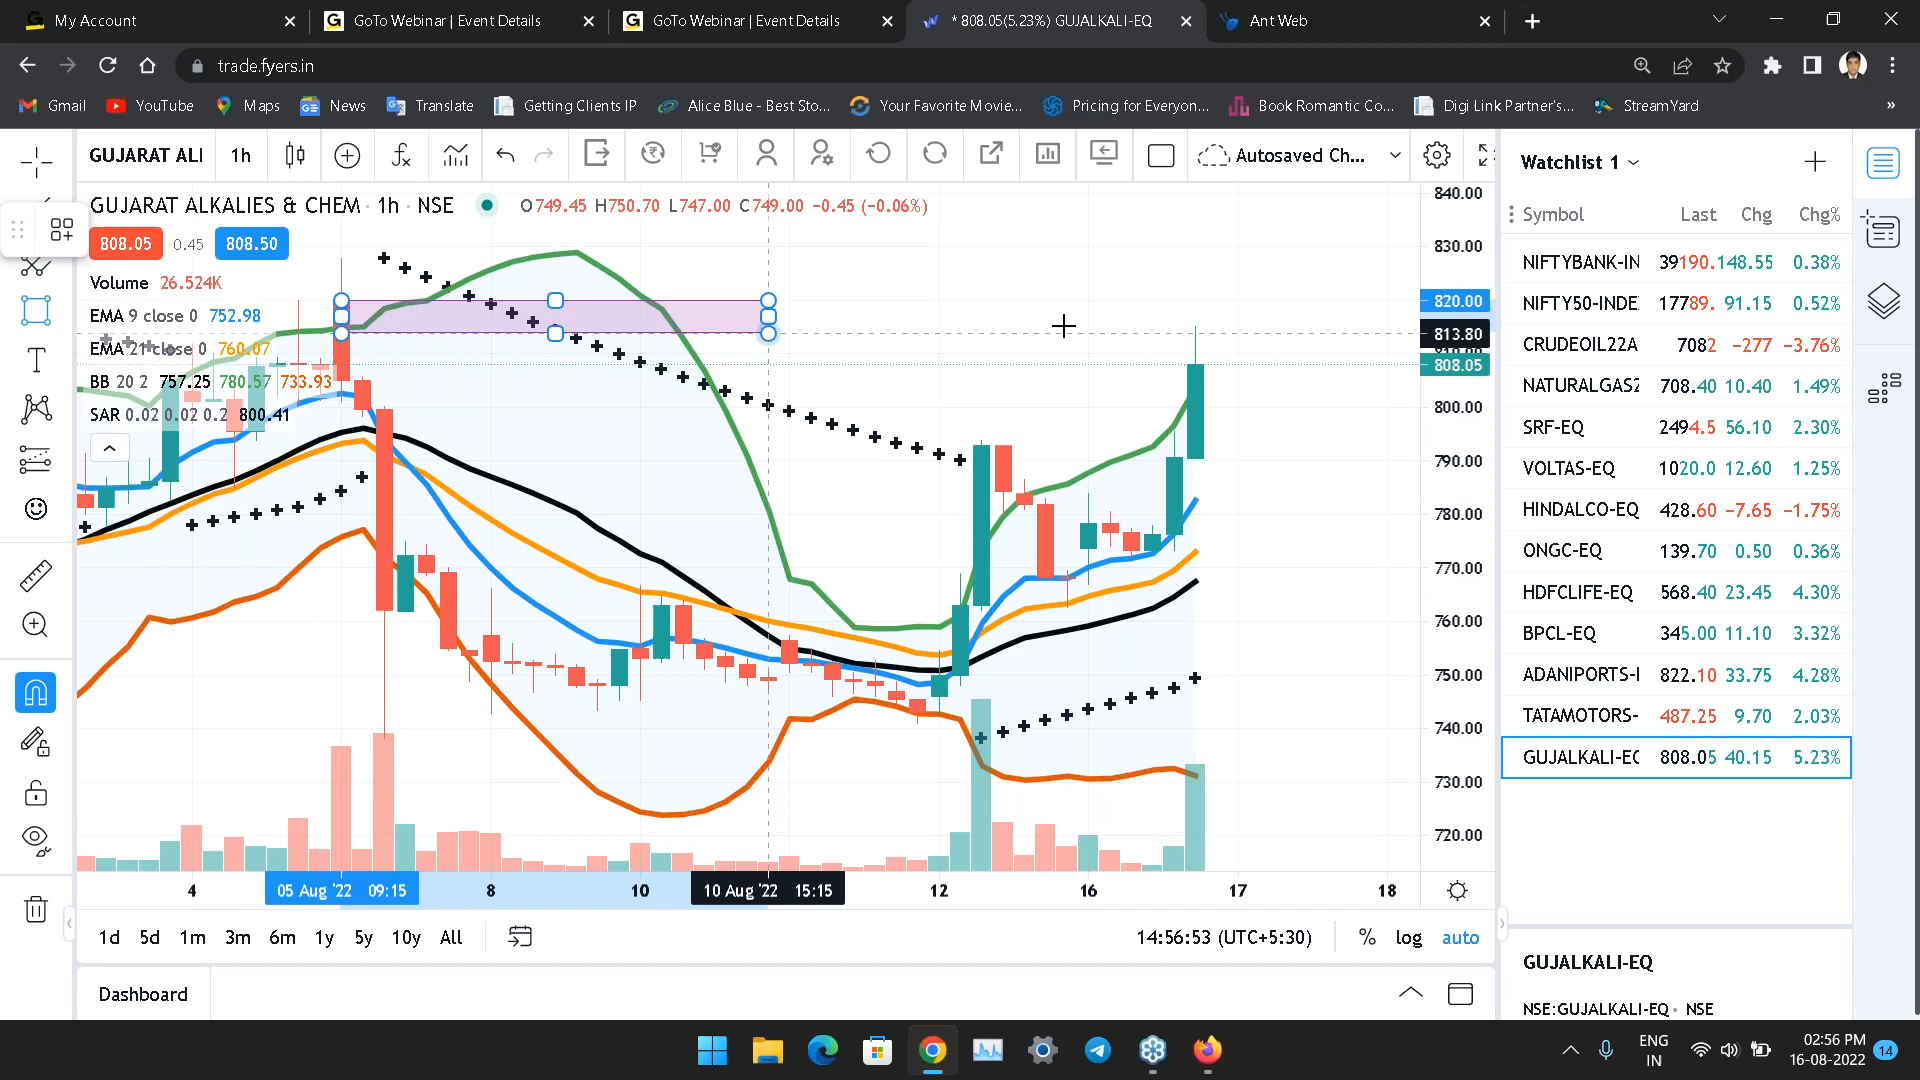 My Account
GoTo Webinar | Event Details
GoTo Webinar | Event Details
* 808.05(5.23%) GUJALKALI-EQ
Ant Web
trade.fyers.in
Gmail
YouTube
Maps
News
Translate
Getting Clients IP
Alice Blue - Best Sto...
Your Favorite Movie...
Pricing for Everyon...
Book Romantic Co...
Digi Link Partner's...
StreamYard
»
GUJARAT ALI
1h
Autosaved Ch...
Watchlist 1
GUJARAT ALKALIES & CHEM · 1h · NSE
O749.45 H750.70 L747.00 C749.00 −0.45 (−0.06%)
808.05 0.45 808.50
Volume 26.524K
EMA 9 close 0 752.98
EMA 21 close 0 760.07
BB 20 2 757.25 780.57 733.93
SAR 0.02 0.02 0.2 800.41
840.00
830.00
820.00
813.80
808.05
800.00
790.00
780.00
770.00
760.00
750.00
740.00
730.00
720.00
4
05 Aug '22 09:15
8
10
10 Aug '22 15:15
12
16
17
18
1d 5d 1m 3m 6m 1y 5y 10y All
14:56:53 (UTC+5:30)
% log auto
Dashboard
Symbol Last Chg Chg%
NIFTYBANK-IN 39190. 148.55 0.38%
NIFTY50-INDE 17789. 91.15 0.52%
CRUDEOIL22A 7082 −277 −3.76%
NATURALGAS2 708.40 10.40 1.49%
SRF-EQ 2494.5 56.10 2.30%
VOLTAS-EQ 1020.0 12.60 1.25%
HINDALCO-EQ 428.60 −7.65 −1.75%
ONGC-EQ 139.70 0.50 0.36%
HDFCLIFE-EQ 568.40 23.45 4.30%
BPCL-EQ 345.00 11.10 3.32%
ADANIPORTS-I 822.10 33.75 4.28%
TATAMOTORS- 487.25 9.70 2.03%
GUJALKALI-EC 808.05 40.15 5.23%
GUJALKALI-EQ
NSE:GUJALKALI-EQ · NSE
ENG
IN
02:56 PM
16-08-2022
14